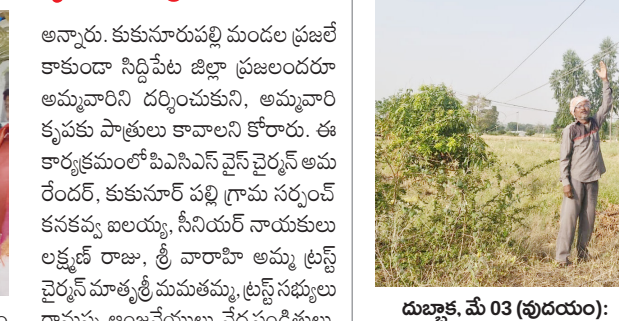 అన్నారు. కుకునూరుపల్లి మండల ప్రజలే
కాకుండా సిద్దిపేట జిల్లా ప్రజలందరూ
అమ్మవారిని దర్శించుకుని, అమ్మవారి
కృపకు పాత్రులు కావాలని కోరారు. ఈ
కార్యక్రమంలో పిఎసిఎస్ వైస్ చైర్మన్ అమ
రేందర్, కుకునూర్ పల్లి గ్రామ సర్పంచ్
కనకవ్వ ఐలయ్య, సీనియర్ నాయకులు
లక్ష్మణ్ రాజు, శ్రీ వారాహి అమ్మ ట్రస్ట్
చైర్మన్ మాతృశ్రీ మమతమ్మ, ట్రస్ట్ సభ్యులు
దుబ్బాక, మే 03 (వుదయం):